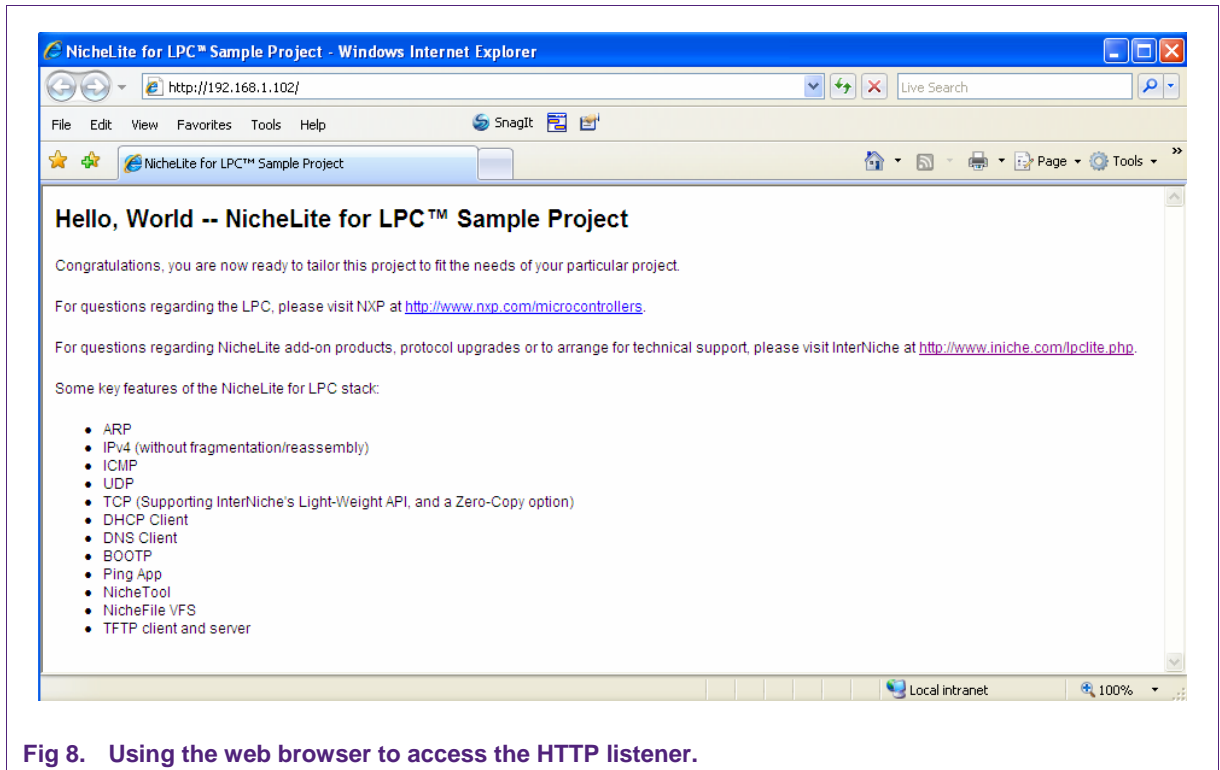 NicheLite for LPC™ Sample Project - Windows Internet Explorer
http://192.168.1.102/
Live Search
File Edit View Favorites Tools Help
SnagIt
NicheLite for LPC™ Sample Project
Page Tools »
Hello, World -- NicheLite for LPC™ Sample Project
Congratulations, you are now ready to tailor this project to fit the needs of your particular project.
For questions regarding the LPC, please visit NXP at http://www.nxp.com/microcontrollers.
For questions regarding NicheLite add-on products, protocol upgrades or to arrange for technical support, please visit InterNiche at http://www.iniche.com/lpclite.php.
Some key features of the NicheLite for LPC stack:
• ARP
• IPv4 (without fragmentation/reassembly)
• ICMP
• UDP
• TCP (Supporting InterNiche's Light-Weight API, and a Zero-Copy option)
• DHCP Client
• DNS Client
• BOOTP
• Ping App
• NicheTool
• NicheFile VFS
• TFTP client and server
Local intranet 100%
Fig 8. Using the web browser to access the HTTP listener.